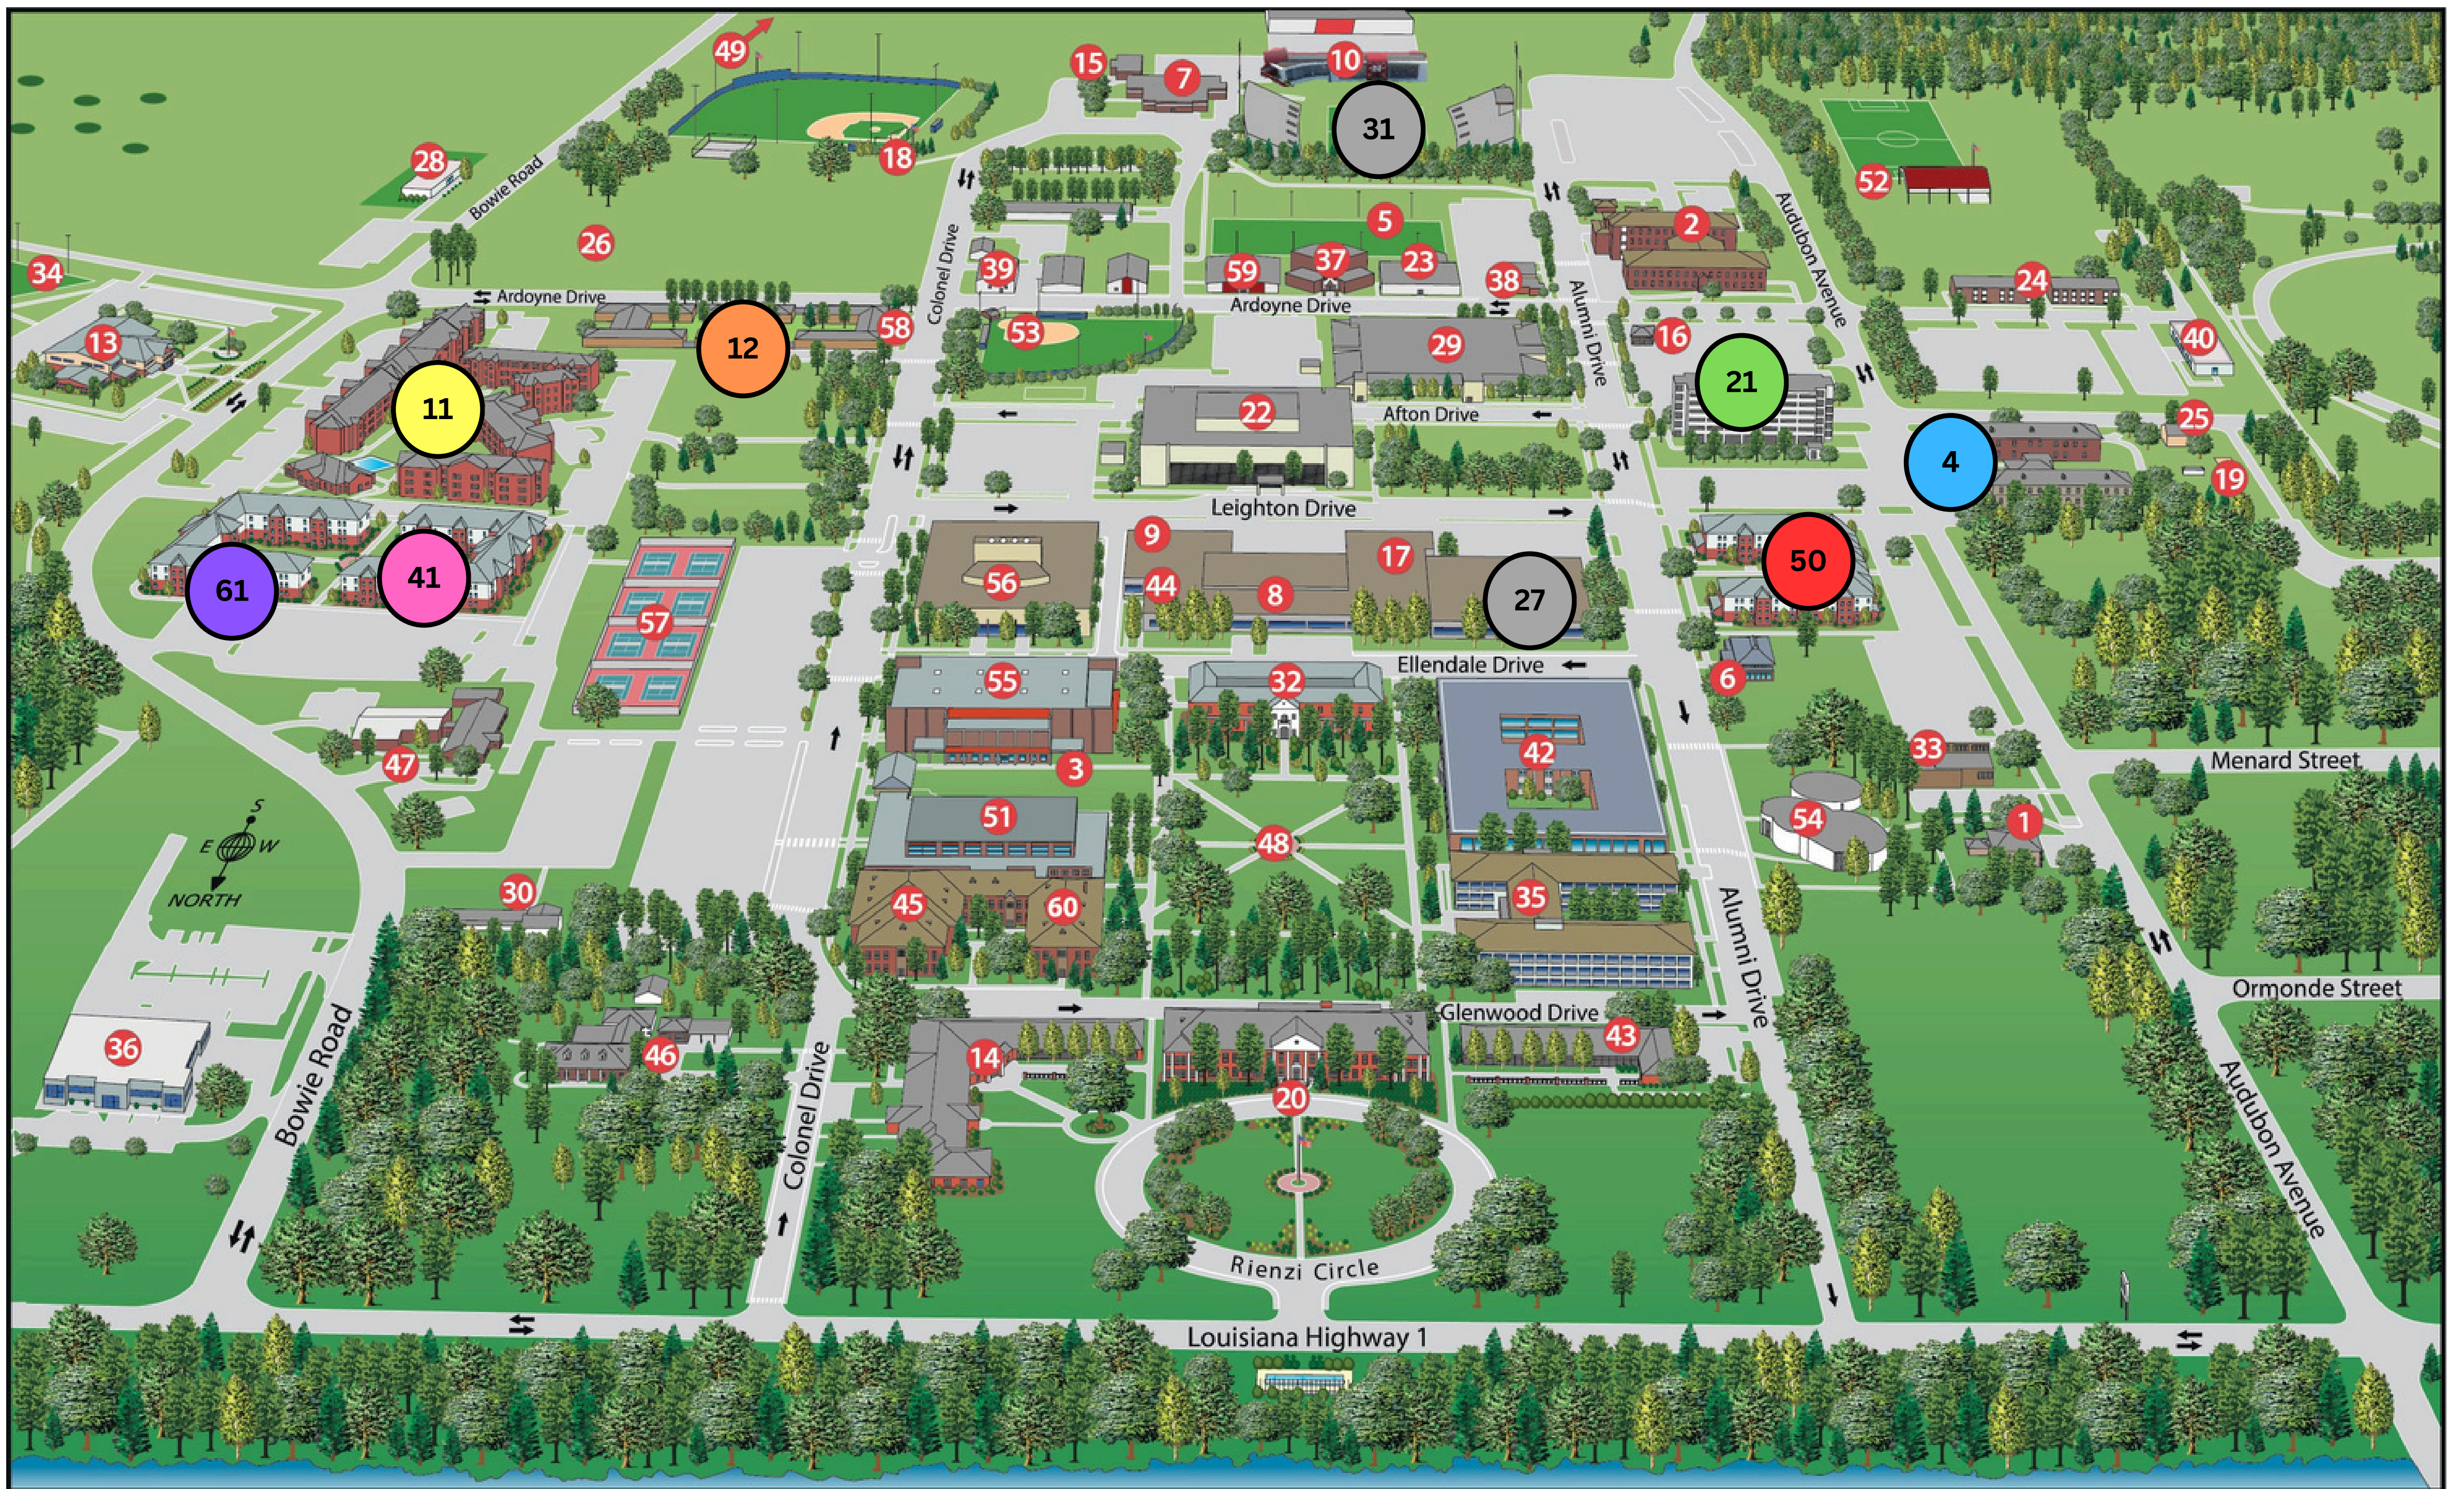 49
15
7
10
31
18
28
Bowie Road
52
2
5
26
Colonel Drive
39
59
37
23
38
Audubon Avenue
24
34
Ardoyne Drive
Ardoyne Drive
58
53
12
13
29
Alumni Drive
16
40
21
11
22
Afton Drive
25
4
19
Leighton Drive
9
17
50
56
44
8
27
61
41
57
Ellendale Drive
55
32
6
42
33
Menard Street
47
3
51
48
54
1
S
E W
NORTH
30
45
60
35
Alumni Drive
Ormonde Street
Glenwood Drive
36
Bowie Road
46
Colonel Drive
14
43
20
Audubon Avenue
Rienzi Circle
Louisiana Highway 1